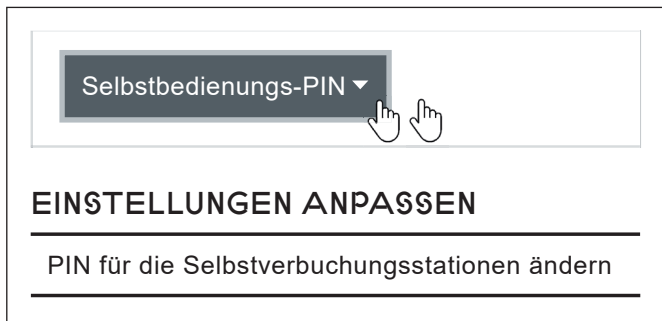 Selbstbedienungs-PIN
EINSTELLUNGEN ANPASSEN
PIN für die Selbstverbuchungsstationen ändern